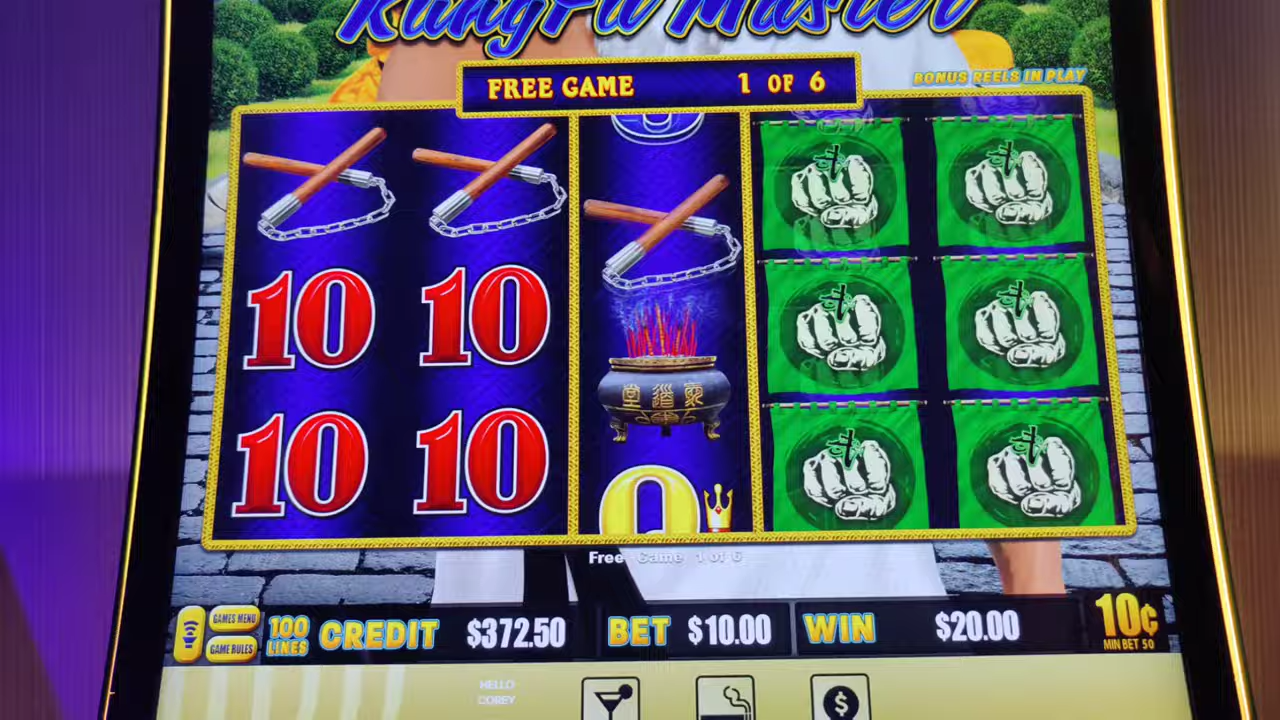 KungFu Master
FREE GAME 1 OF 6
BONUS REELS IN PLAY
10 10
10 10
Q
Free Game 1 of 6
GAMES MENU
GAME RULES
100 LINES
CREDIT $372.50
BET $10.00
WIN $20.00
10¢
MIN BET 50
HELLO
COREY
$